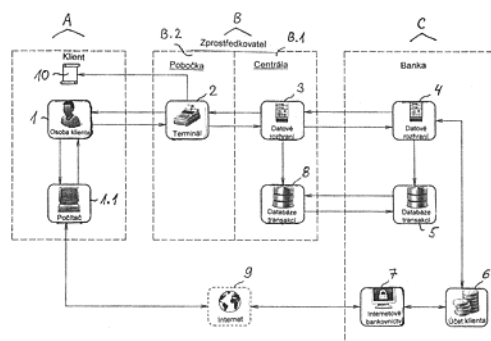 A
B
C
B.2
B.1
Zprostředkovatel
Klient
Pobočka
Centrála
Banka
10
2
3
4
1
Osoba klienta
Terminál
Datové
rozhraní
Datové
rozhraní
8
1.1
Počítač
Databáze
transakcí
Databáze
transakcí
5
9
7
6
Internet
Internetové
bankovnictví
Účet klienta